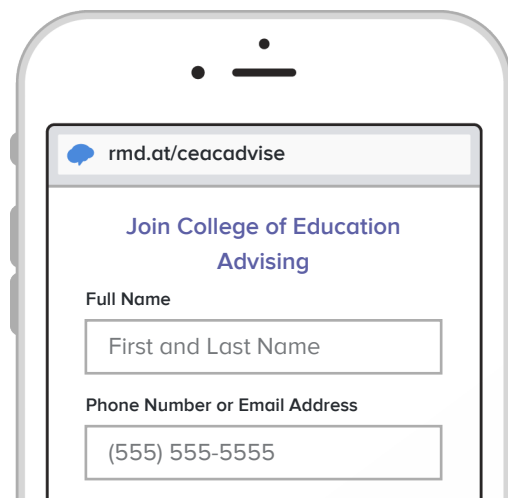 rmd.at/ceacadvise
Join College of Education
Advising
Full Name
First and Last Name
Phone Number or Email Address
(555) 555-5555